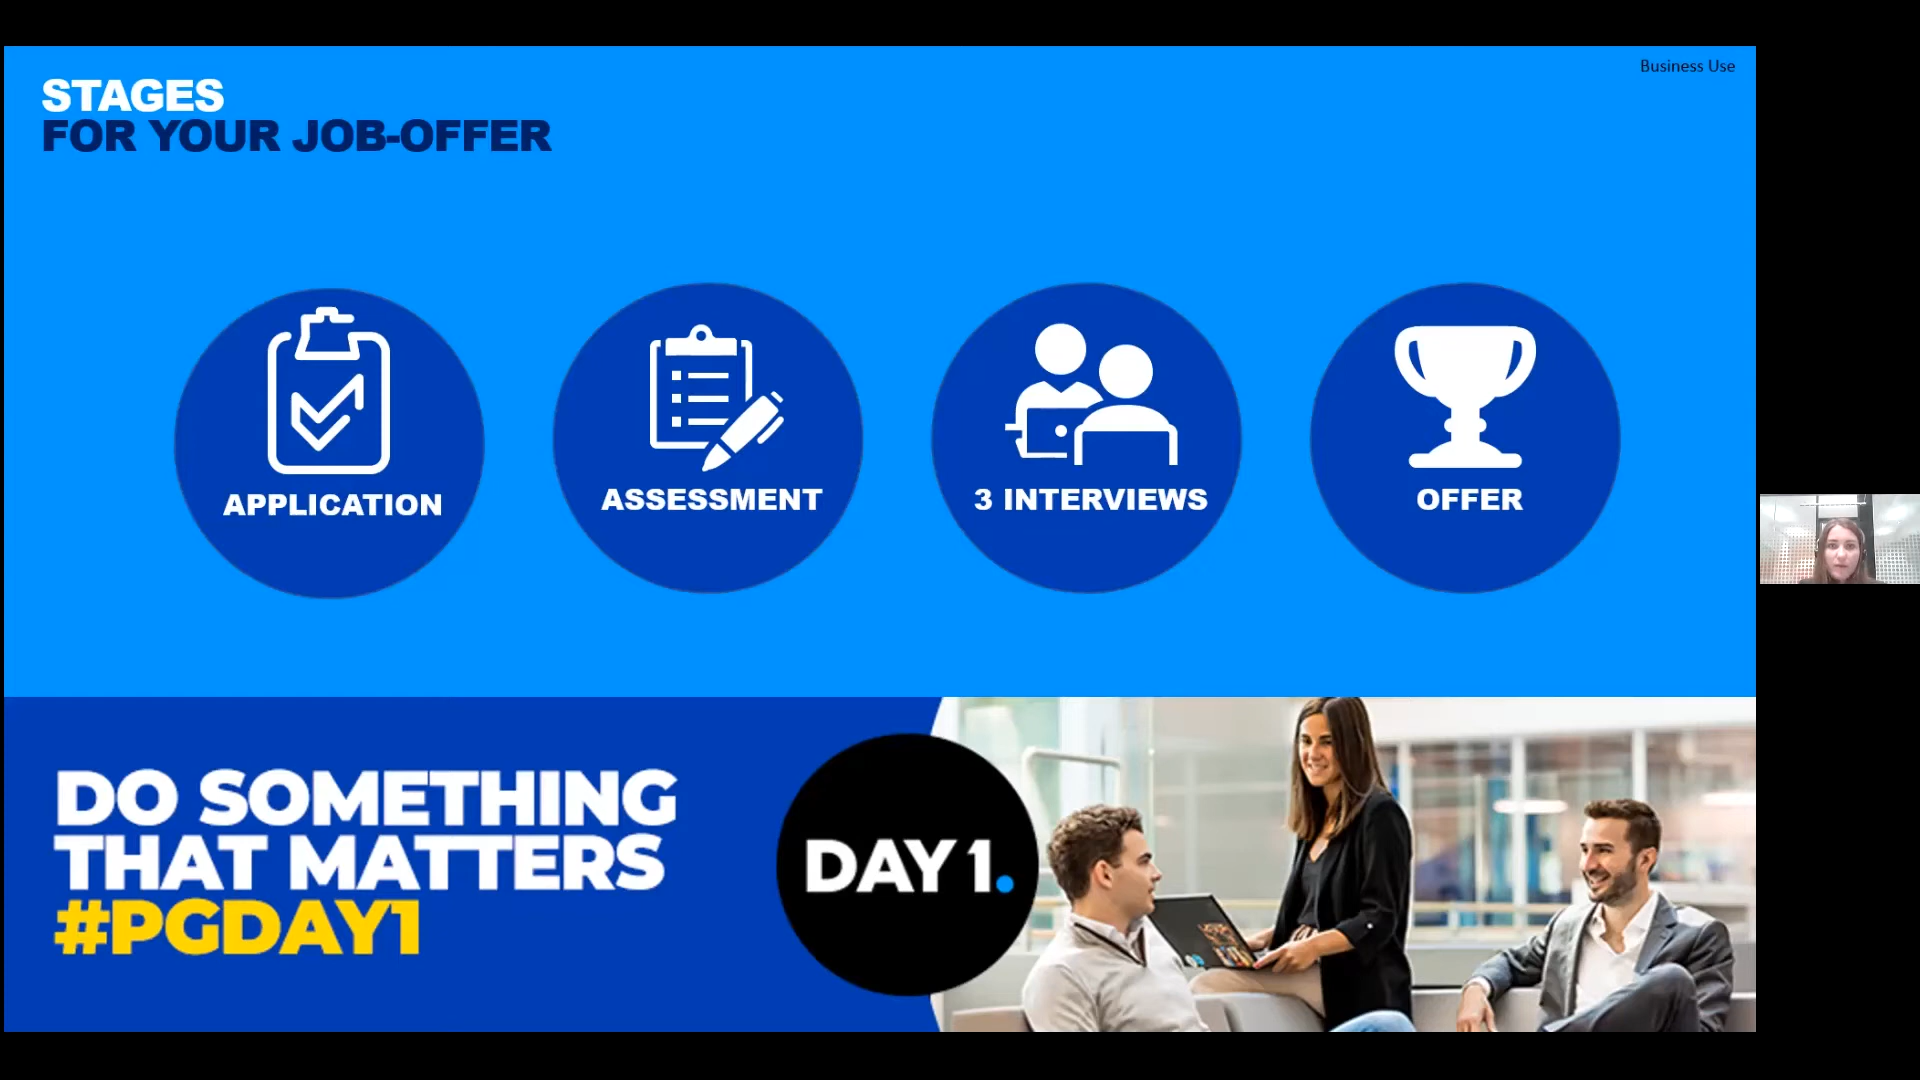 Business Use
STAGES
FOR YOUR JOB-OFFER
APPLICATION
ASSESSMENT
3 INTERVIEWS
OFFER
DO SOMETHING
THAT MATTERS
#PGDAY1
DAY 1.